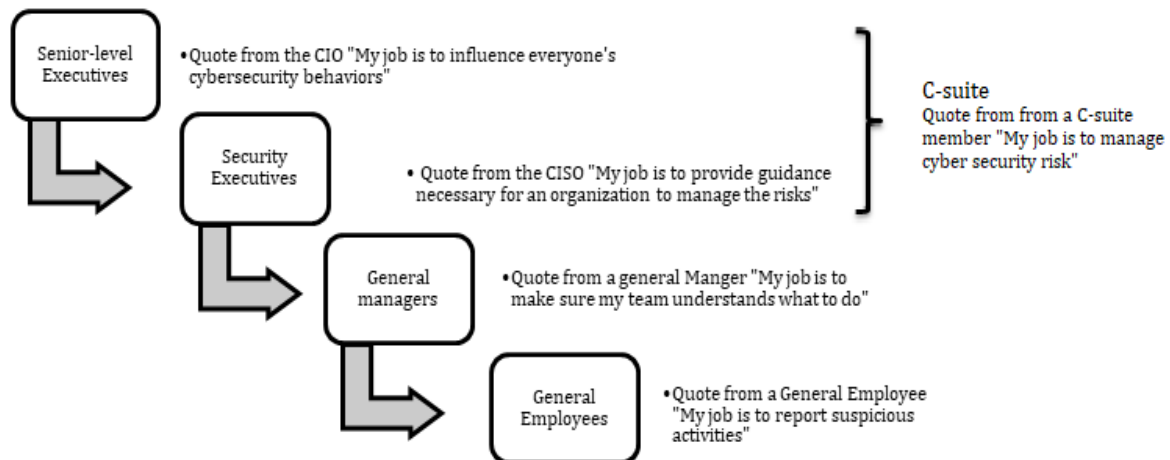 Senior-level
Executives
•Quote from the CIO "My job is to influence everyone's
cybersecurity behaviors"
C-suite
Quote from from a C-suite
member "My job is to manage
cyber security risk"
Security
Executives
• Quote from the CISO "My job is to provide guidance
necessary for an organization to manage the risks"
General
managers
•Quote from a general Manger "My job is to
make sure my team understands what to do"
General
Employees
•Quote from a General Employee
"My job is to report suspicious
activities"